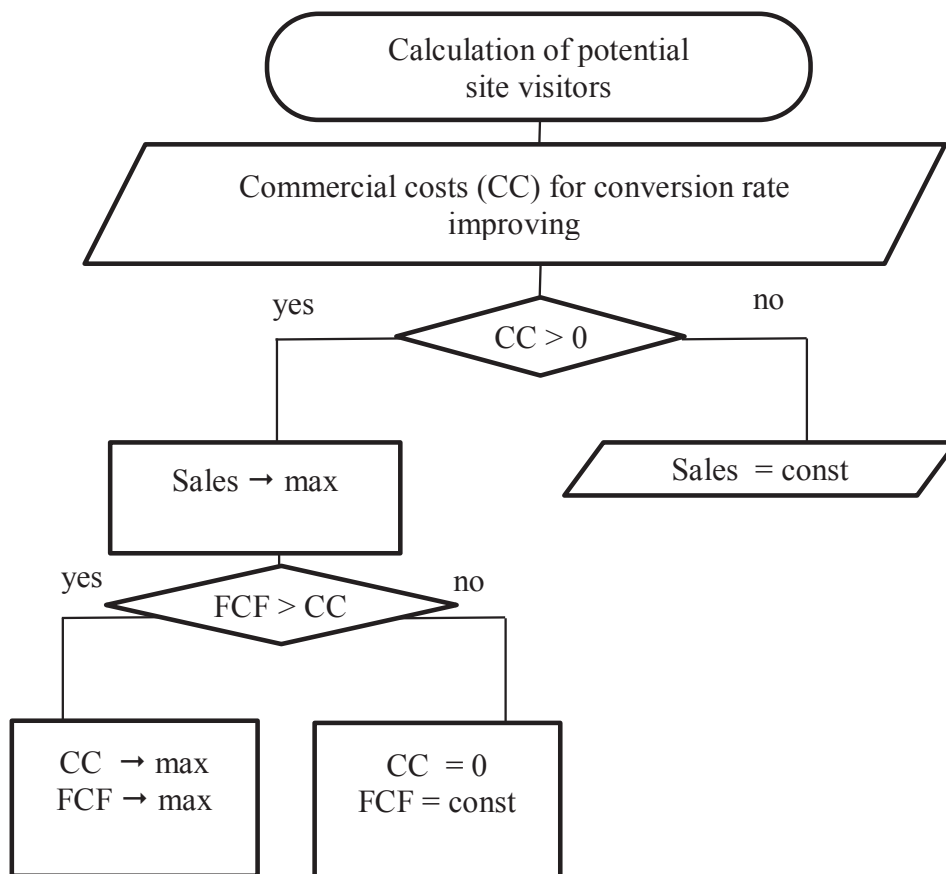 Calculation of potential
site visitors
Commercial costs (CC) for conversion rate
improving
yes
no
CC > 0
Sales → max
Sales = const
yes
no
FCF > CC
CC → max
FCF → max
CC = 0
FCF = const